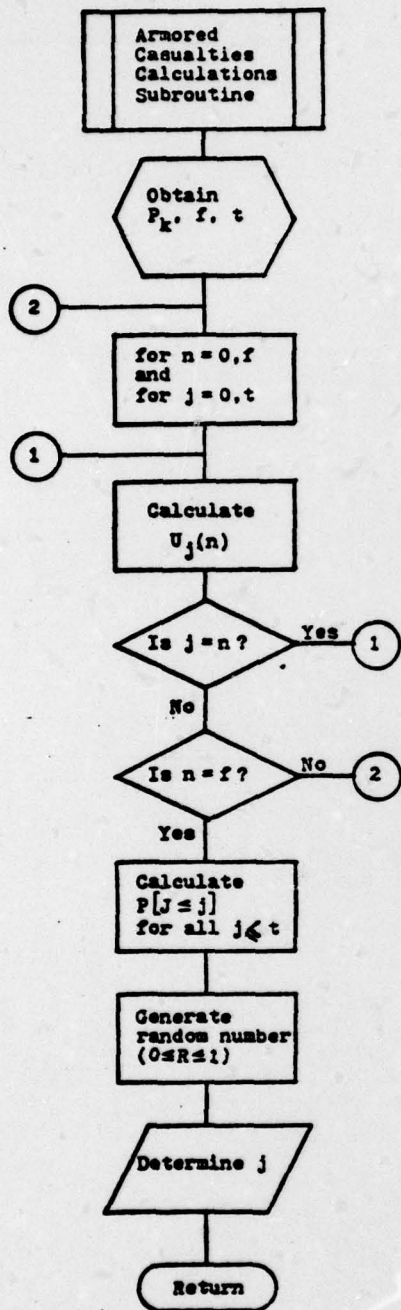 Armored
Casualties
Calculations
Subroutine
Obtain
P_k, f, t
2
for n = 0,f
and
for j = 0,t
1
Calculate
U_j(n)
Is j = n?
Yes
1
No
Is n = f?
No
2
Yes
Calculate
P[J ≤ j]
for all j ≤ t
Generate
random number
(0≤R≤1)
Determine j
Return